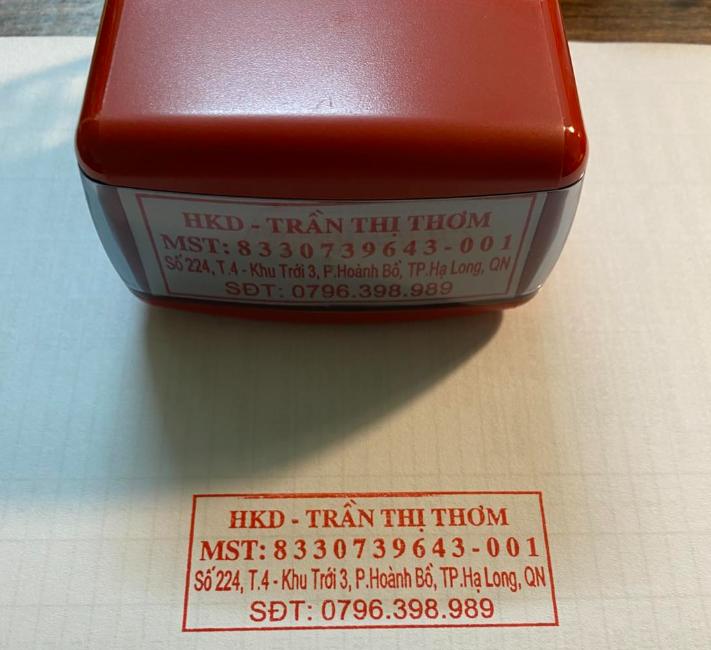 HKD - TRẦN THỊ THƠM
MST: 8330739643-001
Số 224, T.4 - Khu Trới 3, P.Hoành Bồ, TP.Hạ Long, QN
SĐT: 0796.398.989
HKD - TRẦN THỊ THƠM
MST: 8330739643-001
Số 224, T.4 - Khu Trới 3, P.Hoành Bồ, TP.Hạ Long, QN
SĐT: 0796.398.989